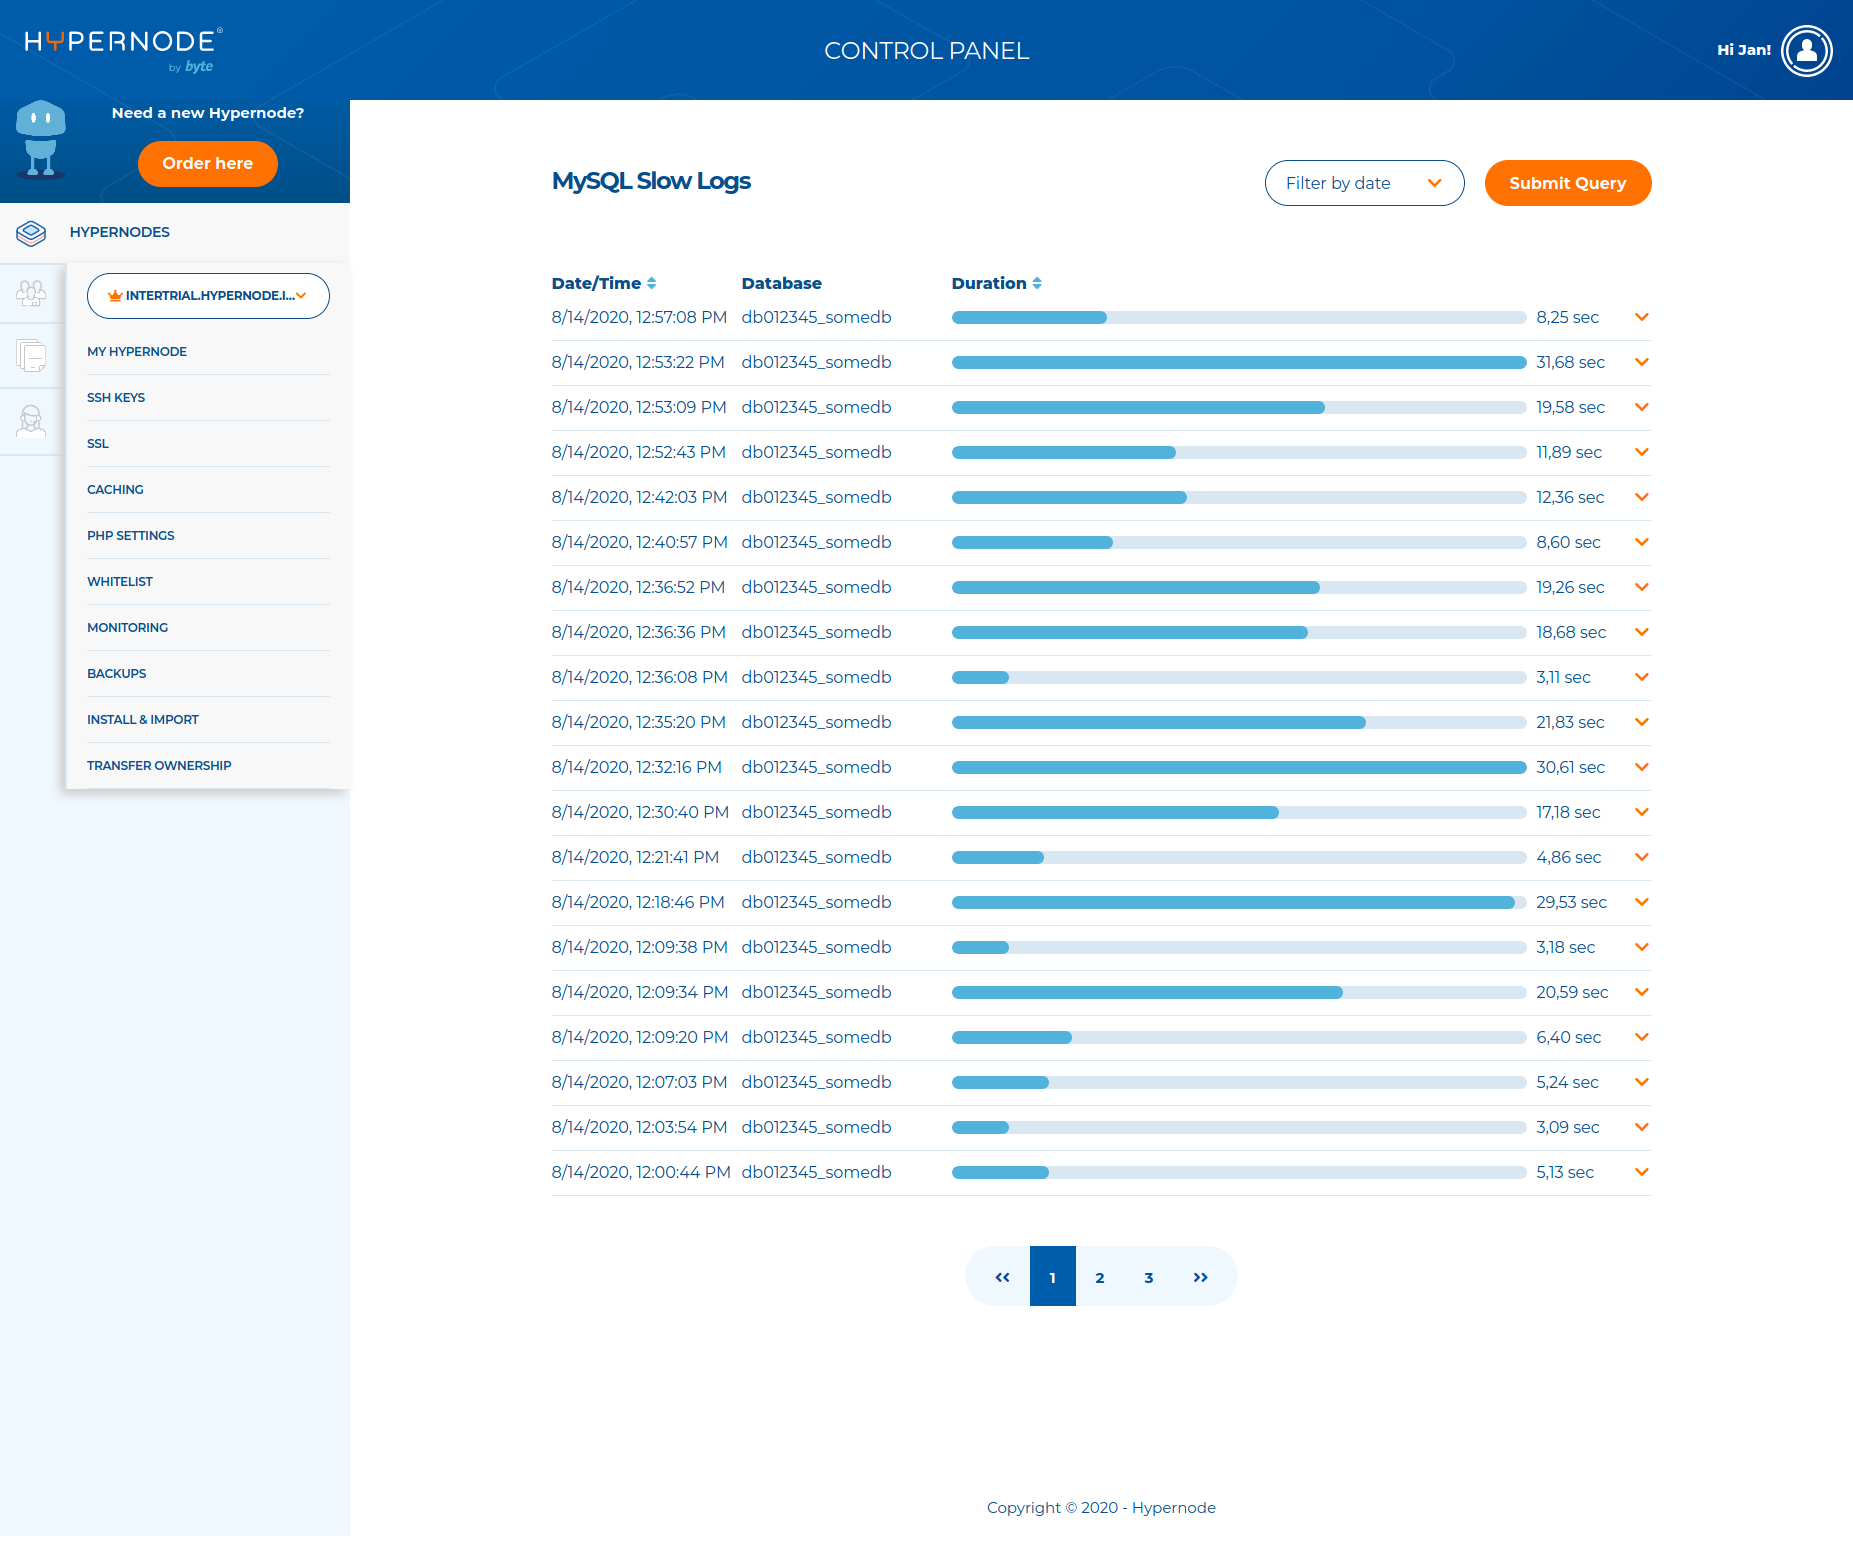 HYPERNODE®
by byte
CONTROL PANEL
Hi Jan!
Need a new Hypernode?
Order here
HYPERNODES
INTERTRIAL.HYPERNODE.I...
MY HYPERNODE
SSH KEYS
SSL
CACHING
PHP SETTINGS
WHITELIST
MONITORING
BACKUPS
INSTALL & IMPORT
TRANSFER OWNERSHIP
MySQL Slow Logs
Filter by date
Submit Query
Date/Time Database Duration
8/14/2020, 12:57:08 PM db012345_somedb 8,25 sec
8/14/2020, 12:53:22 PM db012345_somedb 31,68 sec
8/14/2020, 12:53:09 PM db012345_somedb 19,58 sec
8/14/2020, 12:52:43 PM db012345_somedb 11,89 sec
8/14/2020, 12:42:03 PM db012345_somedb 12,36 sec
8/14/2020, 12:40:57 PM db012345_somedb 8,60 sec
8/14/2020, 12:36:52 PM db012345_somedb 19,26 sec
8/14/2020, 12:36:36 PM db012345_somedb 18,68 sec
8/14/2020, 12:36:08 PM db012345_somedb 3,11 sec
8/14/2020, 12:35:20 PM db012345_somedb 21,83 sec
8/14/2020, 12:32:16 PM db012345_somedb 30,61 sec
8/14/2020, 12:30:40 PM db012345_somedb 17,18 sec
8/14/2020, 12:21:41 PM db012345_somedb 4,86 sec
8/14/2020, 12:18:46 PM db012345_somedb 29,53 sec
8/14/2020, 12:09:38 PM db012345_somedb 3,18 sec
8/14/2020, 12:09:34 PM db012345_somedb 20,59 sec
8/14/2020, 12:09:20 PM db012345_somedb 6,40 sec
8/14/2020, 12:07:03 PM db012345_somedb 5,24 sec
8/14/2020, 12:03:54 PM db012345_somedb 3,09 sec
8/14/2020, 12:00:44 PM db012345_somedb 5,13 sec
« 1 2 3 »
Copyright © 2020 - Hypernode